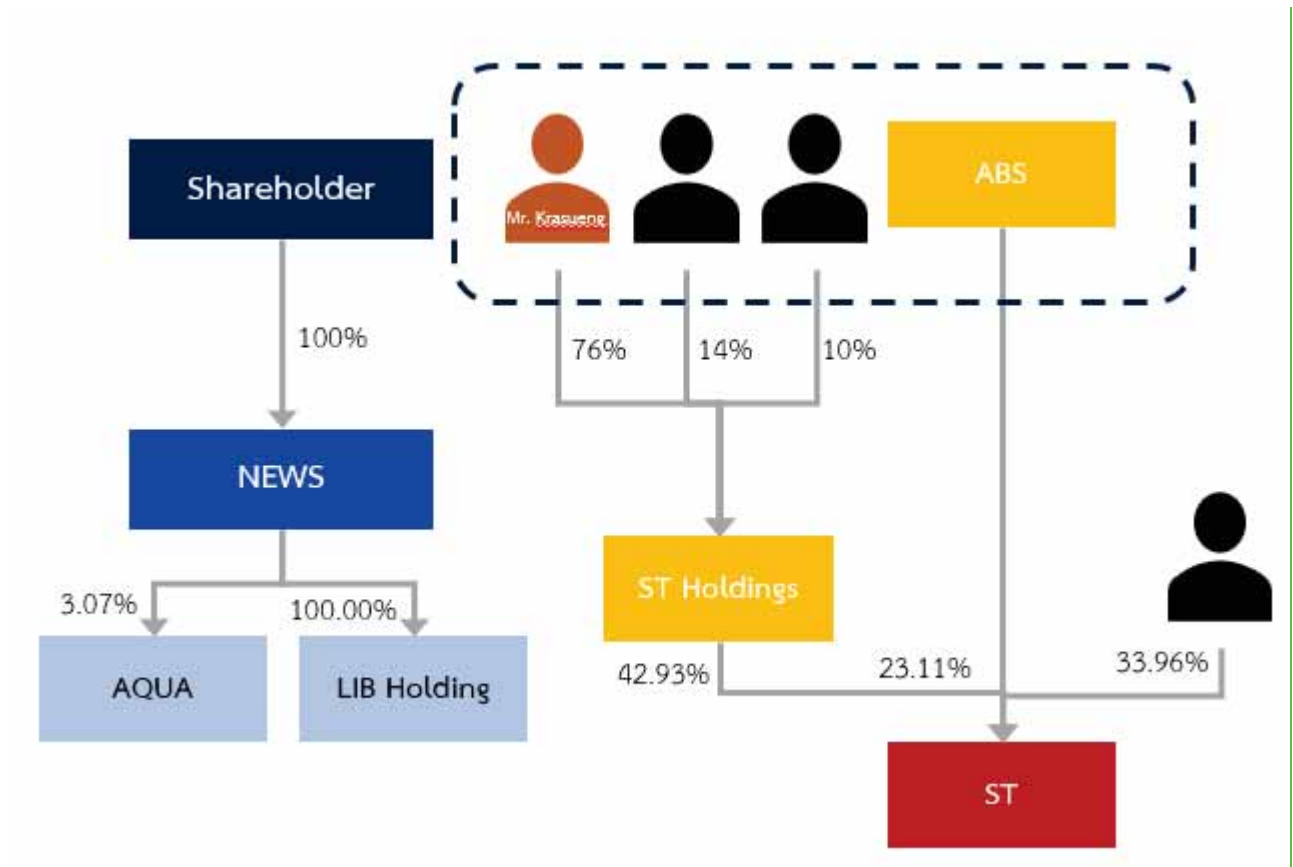 Shareholder
Mr. Krasueng
ABS
100%
76%
14%
10%
NEWS
ST Holdings
3.07%
100.00%
AQUA
LIB Holding
42.93%
23.11%
33.96%
ST